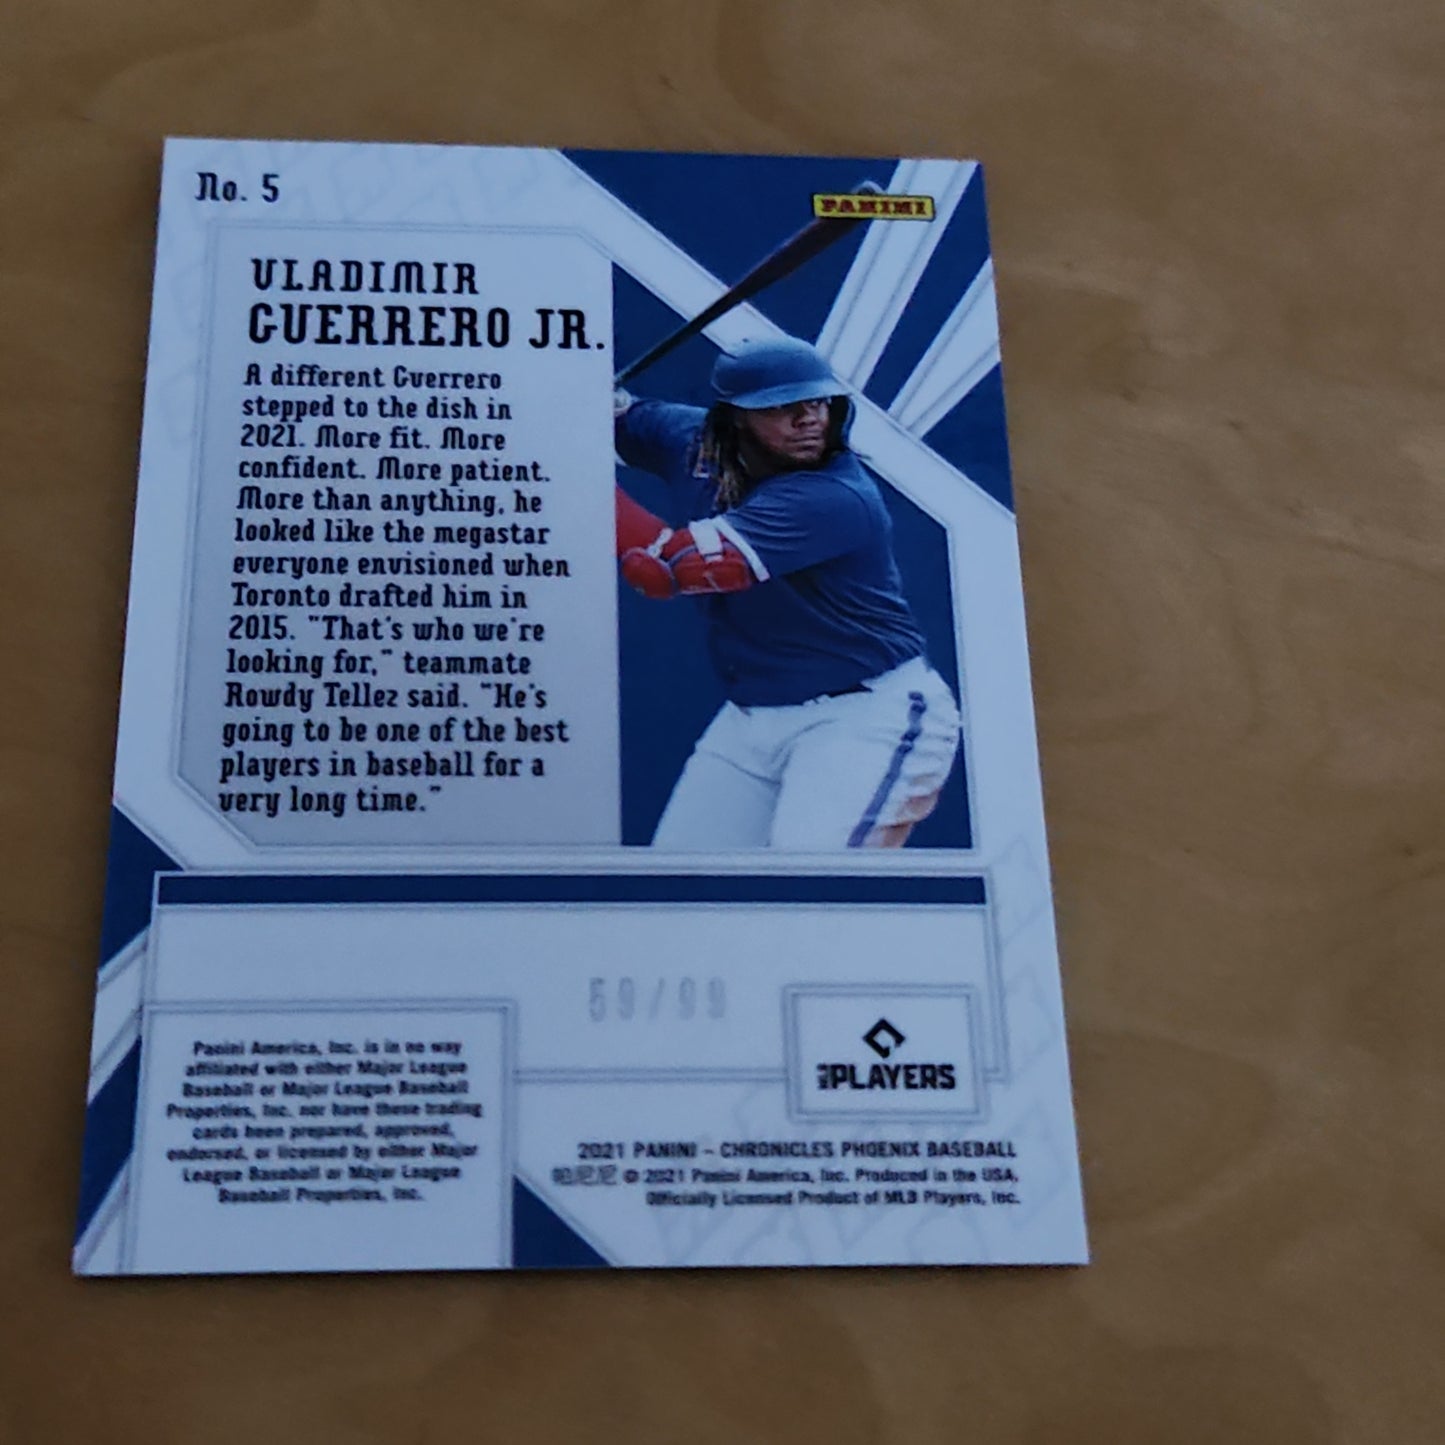 No. 5
PANINI
VLADIMIR
GUERRERO JR.
A different Guerrero
stepped to the dish in
2021. More fit. More
confident. More patient.
More than anything, he
looked like the megastar
everyone envisioned when
Toronto drafted him in
2015. "That's who we're
looking for," teammate
Rowdy Tellez said. "He's
going to be one of the best
players in baseball for a
very long time."
59/99
Panini America, Inc. is in no way
affiliated with either Major League
Baseball or Major League Baseball
Properties, Inc. nor have these trading
cards been prepared, approved,
endorsed, or licensed by either Major
League Baseball or Major League
Baseball Properties, Inc.
MLB PLAYERS
2021 PANINI – CHRONICLES PHOENIX BASEBALL
© 2021 Panini America, Inc. Produced in the USA.
Officially Licensed Product of MLB Players, Inc.